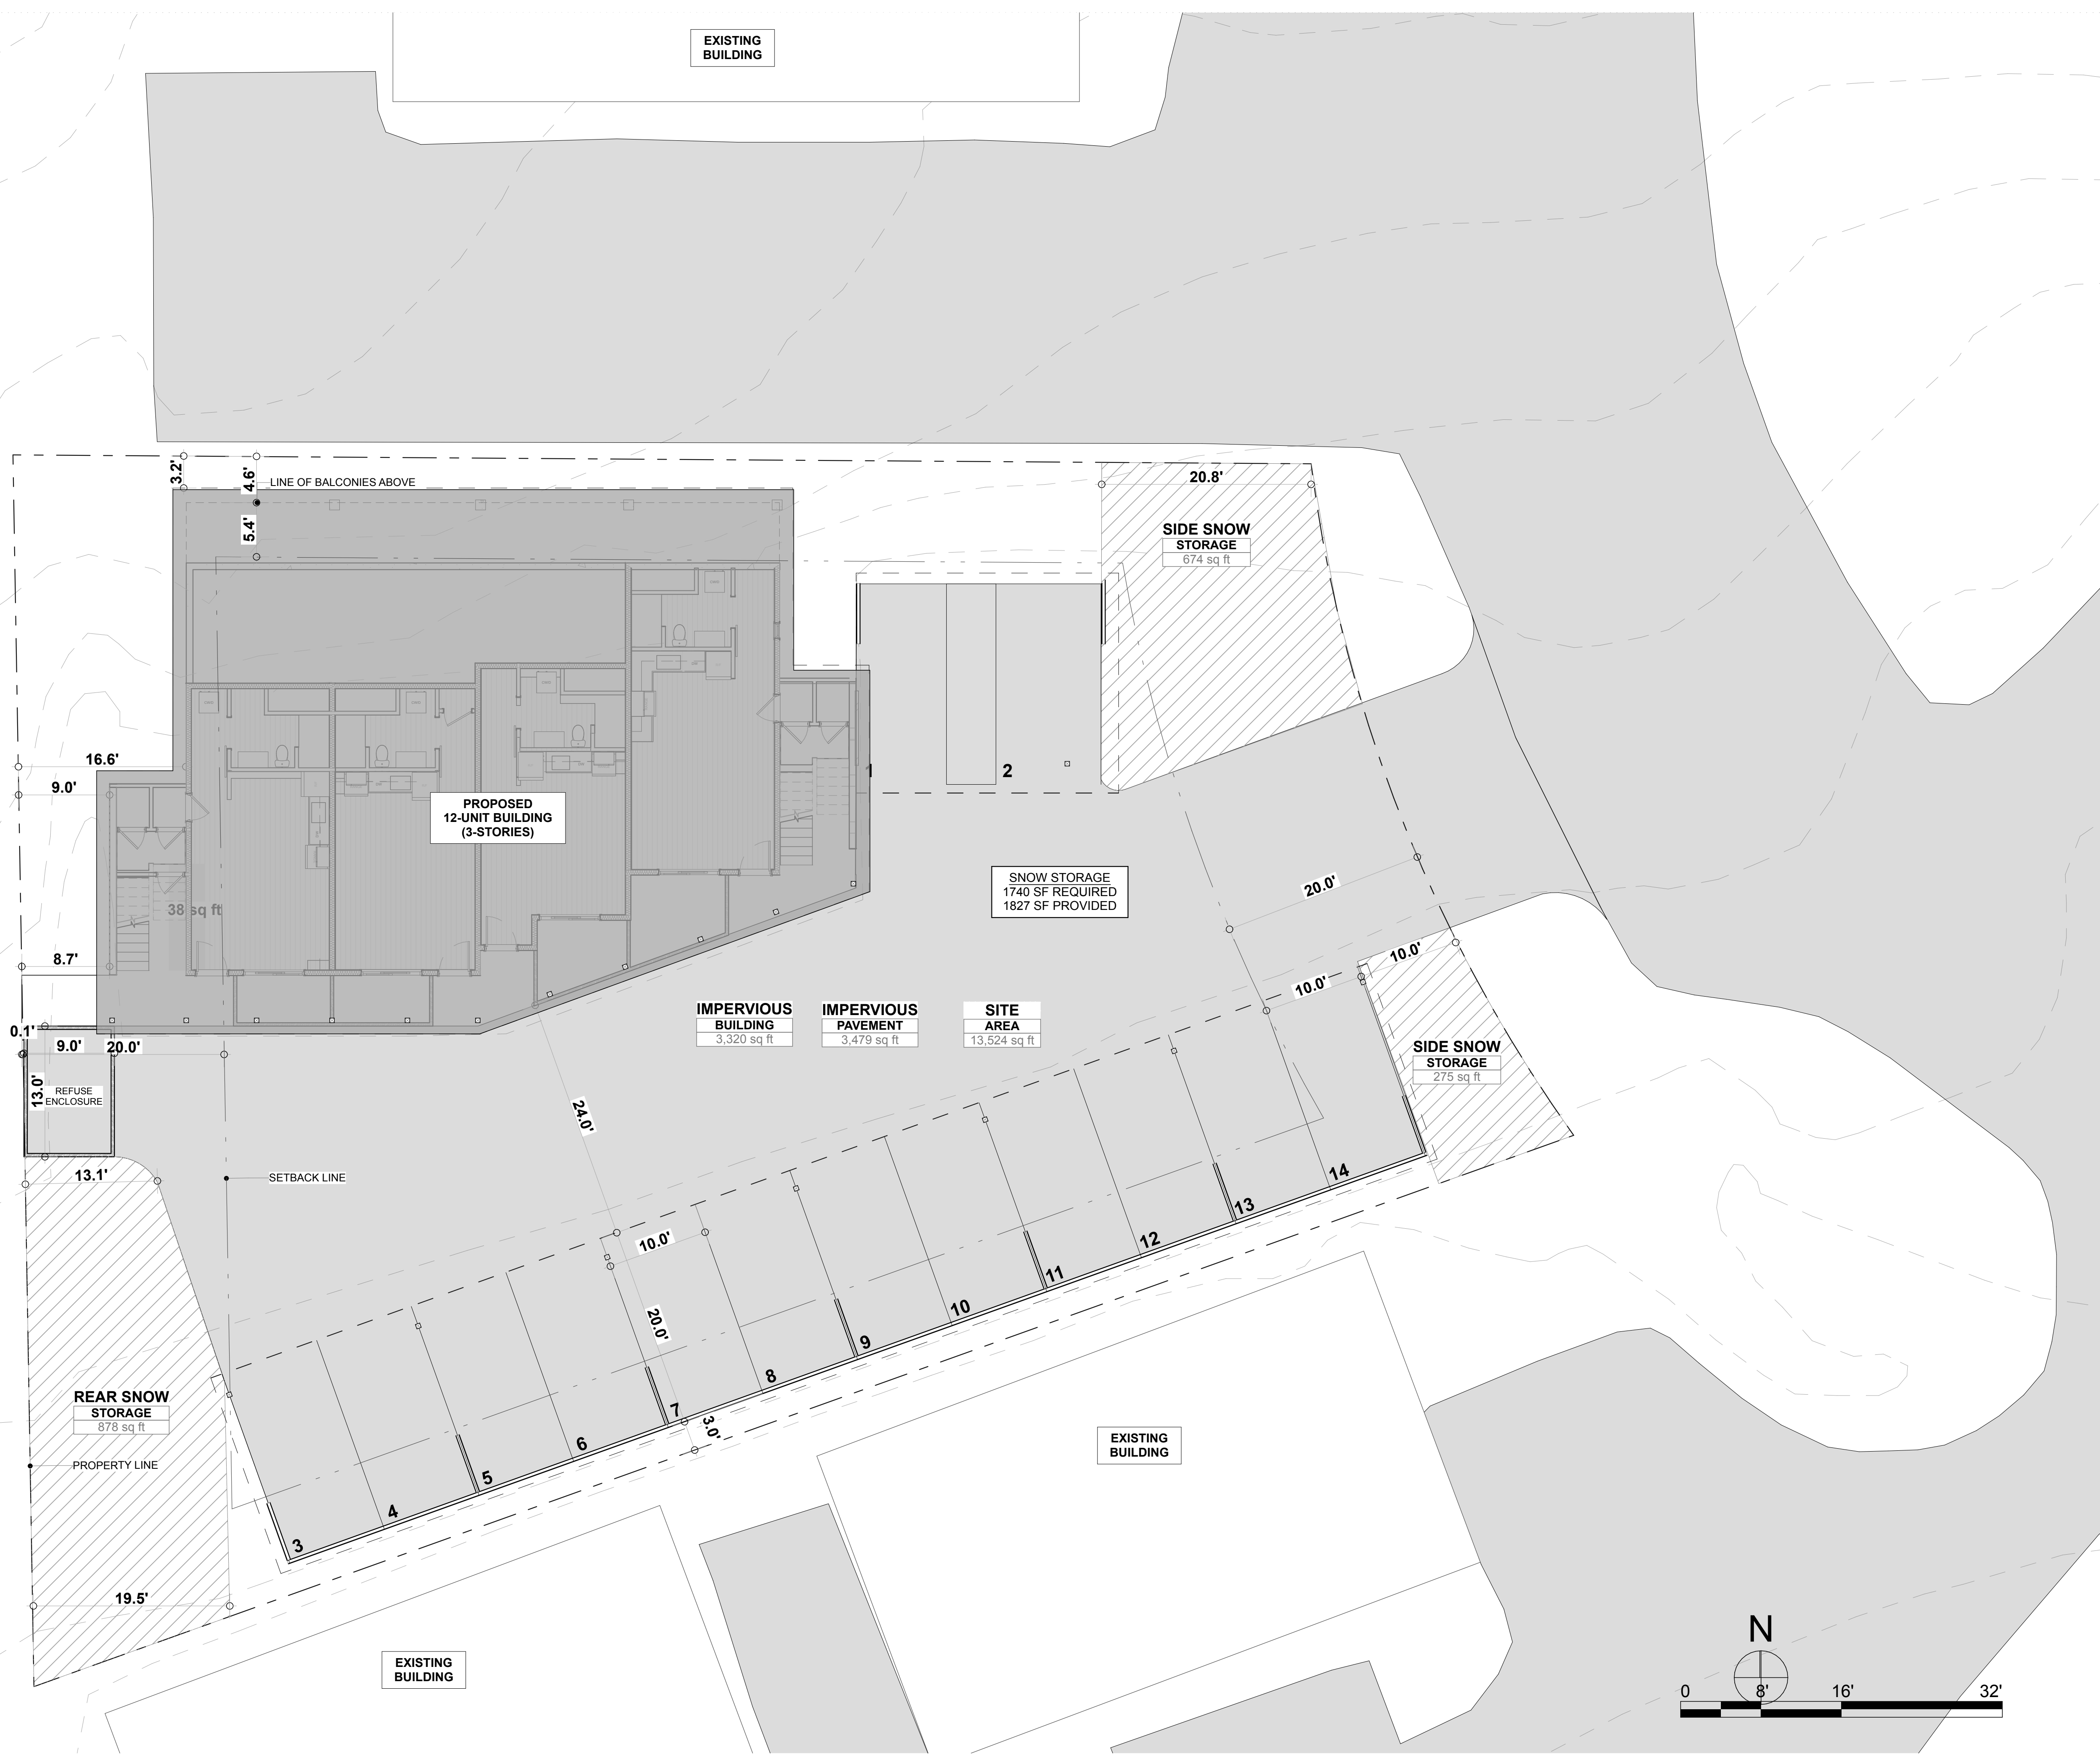 EXISTING
BUILDING
3.2'
4.6'
LINE OF BALCONIES ABOVE
5.4'
20.8'
SIDE SNOW
STORAGE
674 sq ft
16.6'
9.0'
1
2
PROPOSED
12-UNIT BUILDING
(3-STORIES)
SNOW STORAGE
1740 SF REQUIRED
1827 SF PROVIDED
20.0'
38 sq ft
8.7'
10.0'
10.0'
0.1'
9.0'
20.0'
13.0'
REFUSE
ENCLOSURE
IMPERVIOUS
BUILDING
3,320 sq ft
IMPERVIOUS
PAVEMENT
3,479 sq ft
SITE
AREA
13,524 sq ft
SIDE SNOW
STORAGE
275 sq ft
24.0'
13.1'
SETBACK LINE
14
13
12
11
10
9
8
7
6
5
4
3
10.0'
20.0'
3.0'
REAR SNOW
STORAGE
878 sq ft
PROPERTY LINE
19.5'
EXISTING
BUILDING
EXISTING
BUILDING
N
0
8'
16'
32'